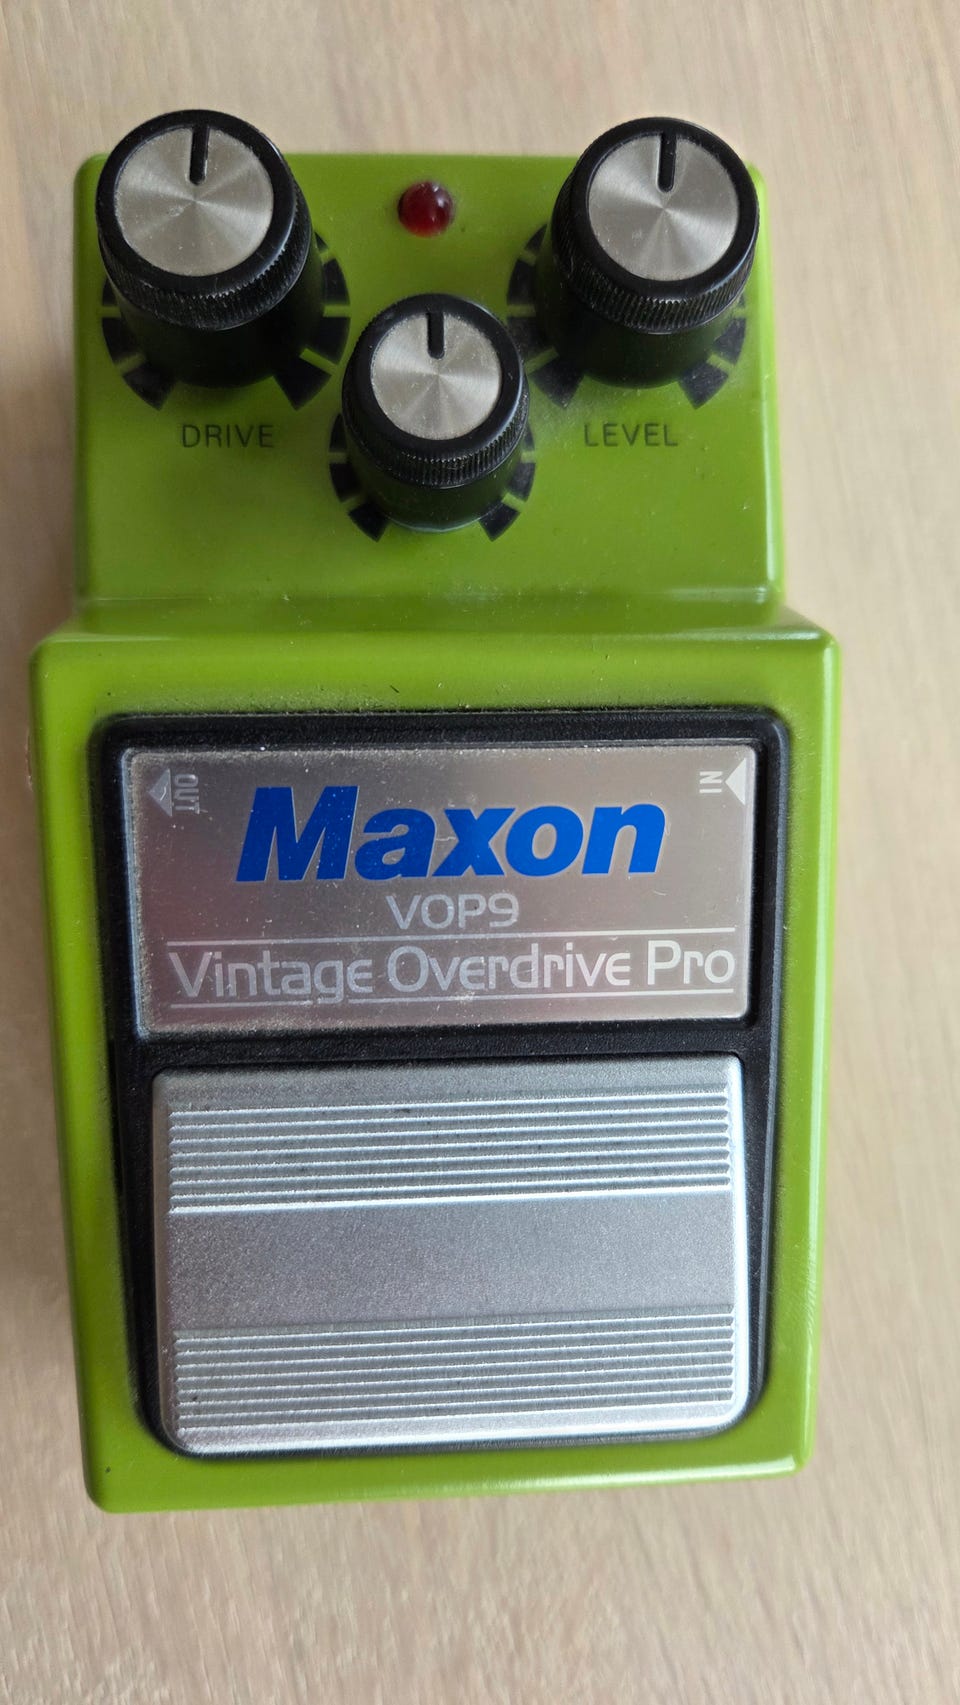 DRIVE LEVEL
OUT IN
Maxon
VOP9
Vintage Overdrive Pro